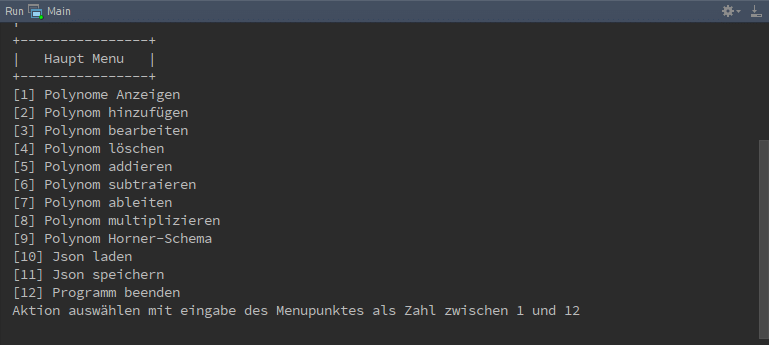 Run Main
+----------------+
|   Haupt Menu   |
+----------------+
[1] Polynome Anzeigen
[2] Polynom hinzufügen
[3] Polynom bearbeiten
[4] Polynom löschen
[5] Polynom addieren
[6] Polynom subtraieren
[7] Polynom ableiten
[8] Polynom multiplizieren
[9] Polynom Horner-Schema
[10] Json laden
[11] Json speichern
[12] Programm beenden
Aktion auswählen mit eingabe des Menupunktes als Zahl zwischen 1 und 12